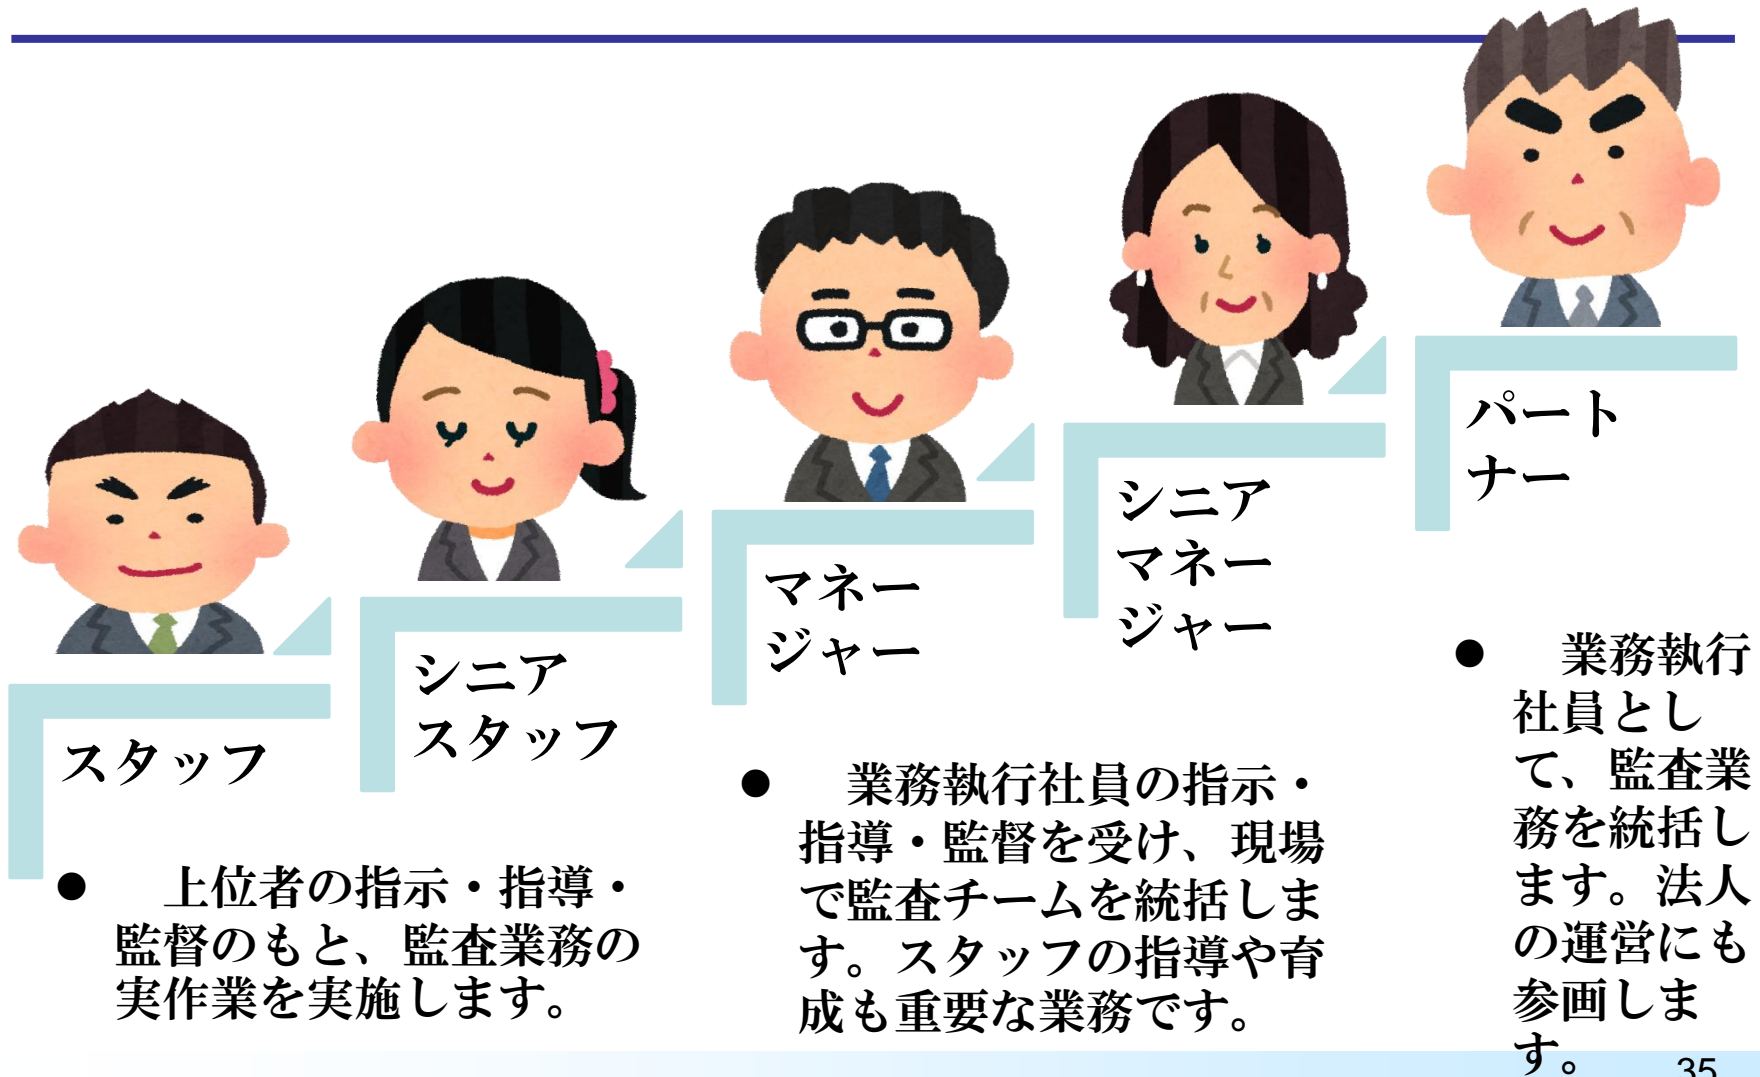 スタッフ
シニア
スタッフ
マネー
ジャー
シニア
マネー
ジャー
パート
ナー
● 上位者の指示・指導・
監督のもと、監査業務の
実作業を実施します。
● 業務執行社員の指示・
指導・監督を受け、現場
で監査チームを統括しま
す。スタッフの指導や育
成も重要な業務です。
● 業務執行
社員とし
て、監査業
務を統括し
ます。法人
の運営にも
参画しま
す。
35